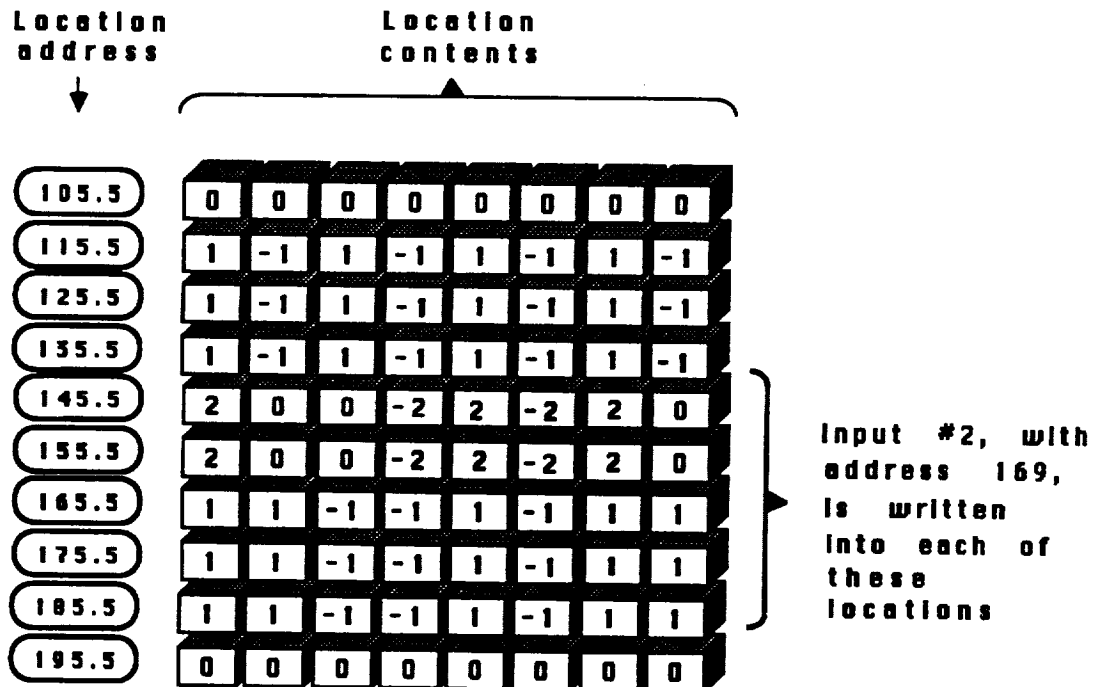 Location address
Location contents
105.5 0 0 0 0 0 0 0 0
115.5 1 -1 1 -1 1 -1 1 -1
125.5 1 -1 1 -1 1 -1 1 -1
135.5 1 -1 1 -1 1 -1 1 -1
145.5 2 0 0 -2 2 -2 2 0
155.5 2 0 0 -2 2 -2 2 0
165.5 1 1 -1 -1 1 -1 1 1
175.5 1 1 -1 -1 1 -1 1 1
185.5 1 1 -1 -1 1 -1 1 1
195.5 0 0 0 0 0 0 0 0
Input #2, with
address 169,
is written
into each of
these
locations